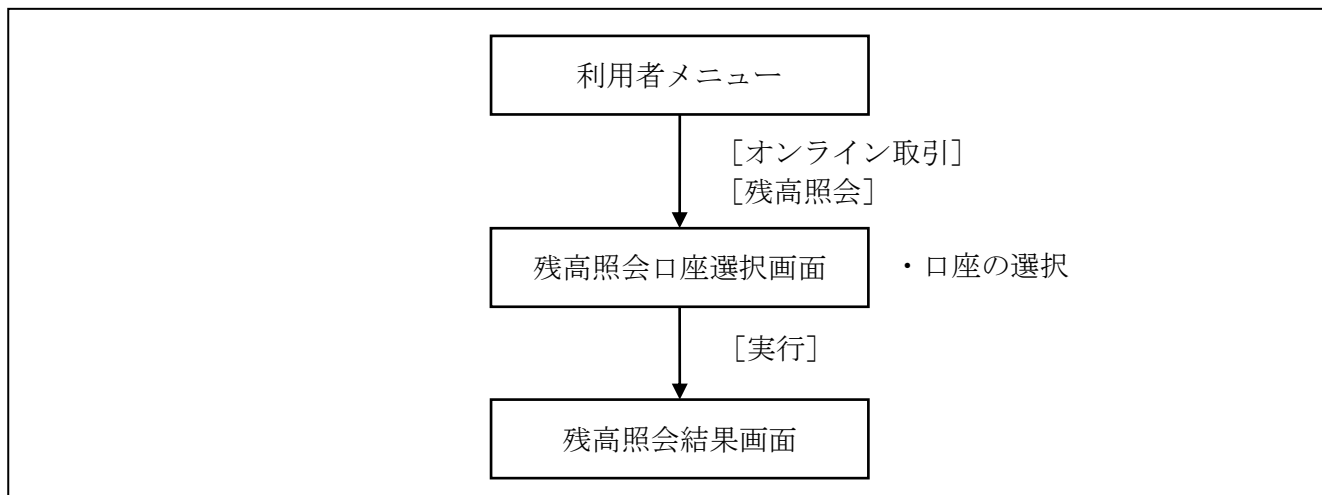 利用者メニュー
［オンライン取引］
［残高照会］
残高照会口座選択画面
・口座の選択
［実行］
残高照会結果画面